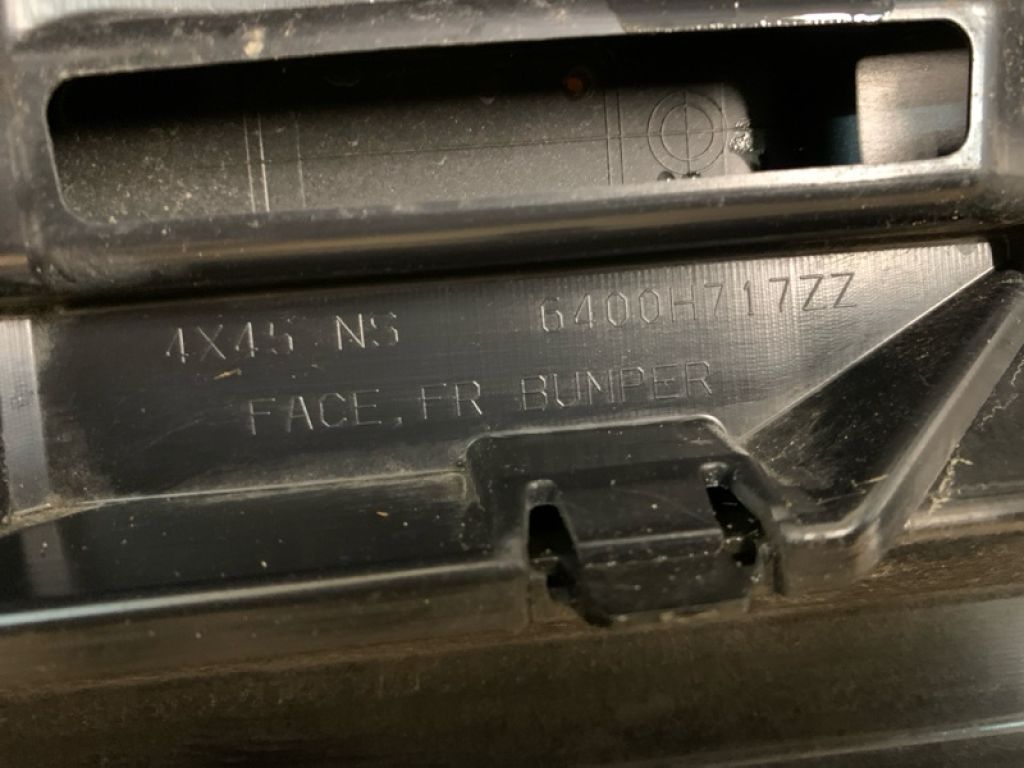 4X45 NS 6400H717ZZ
FACE, FR BUMPER